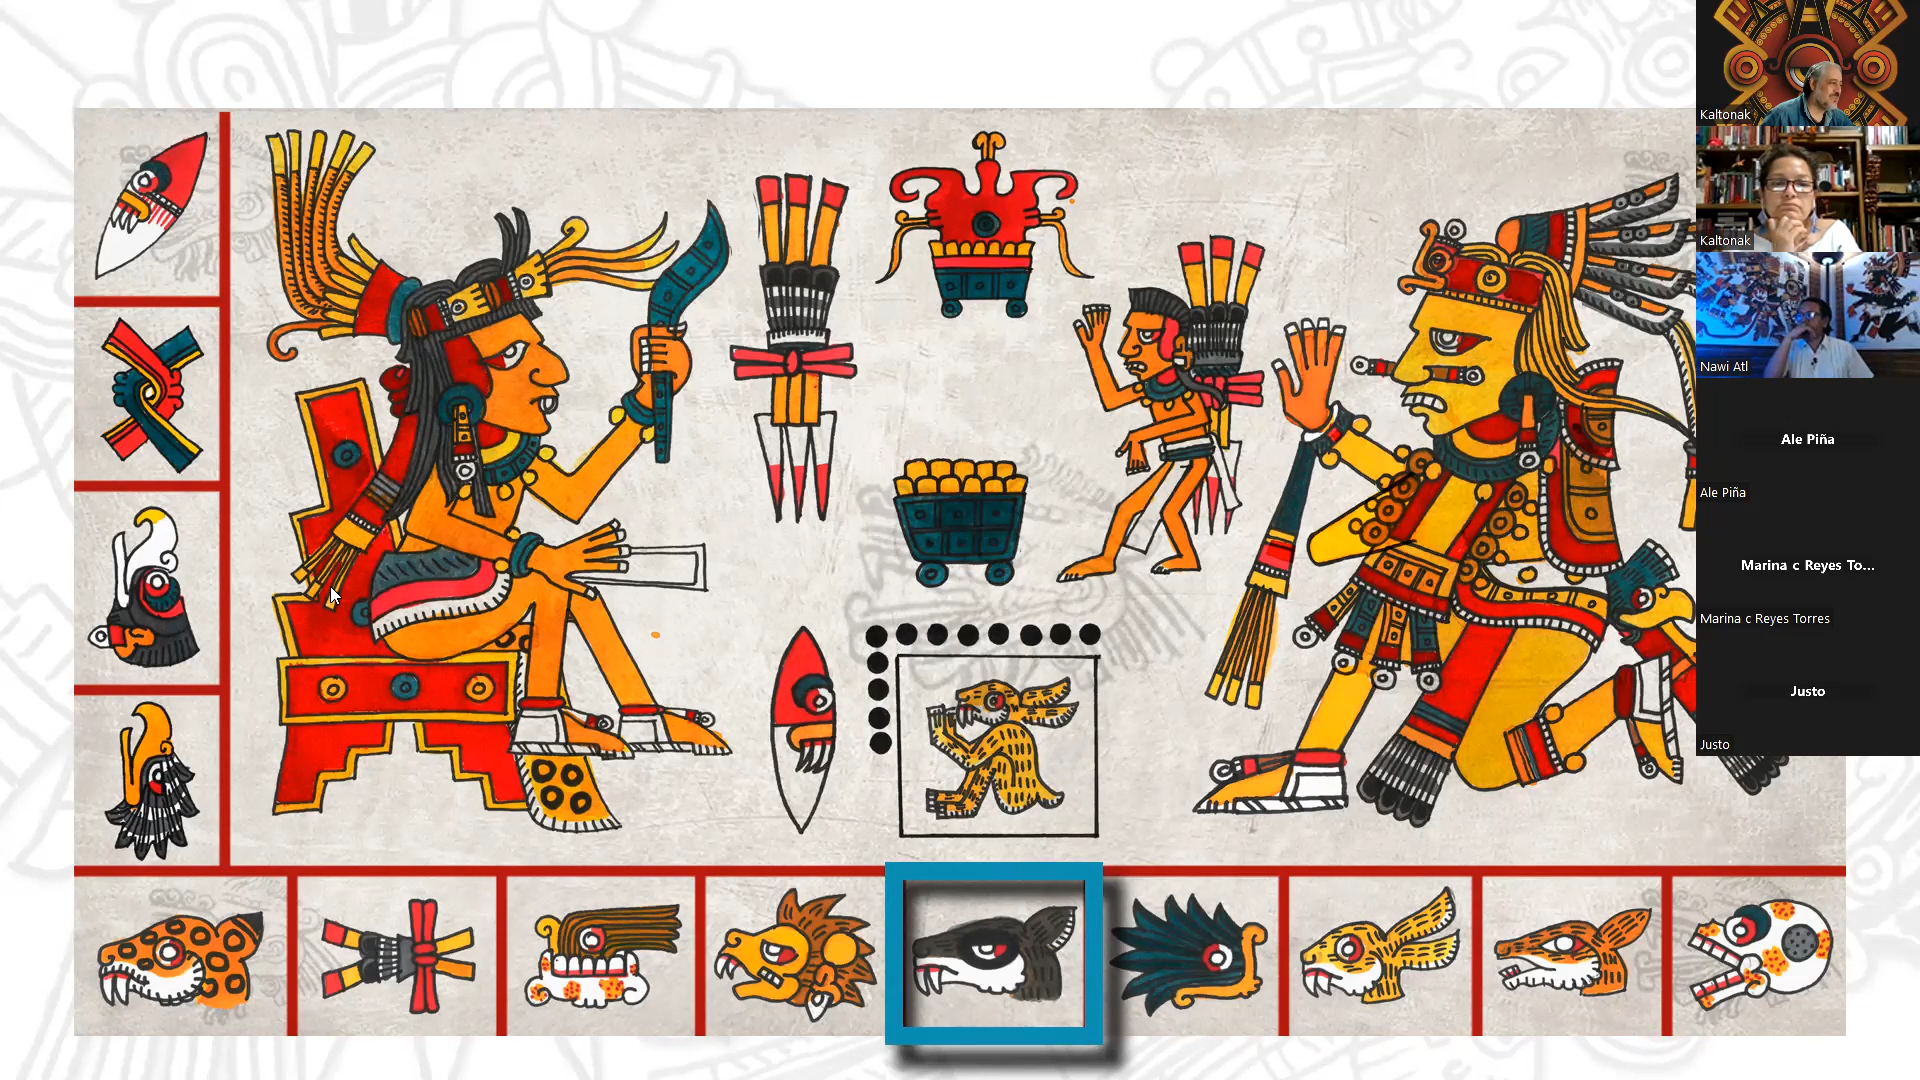 Kaltonak
Kaltonak
Nawi Atl
Ale Piña
Ale Piña
Marina c Reyes To...
Marina c Reyes Torres
Justo
Justo